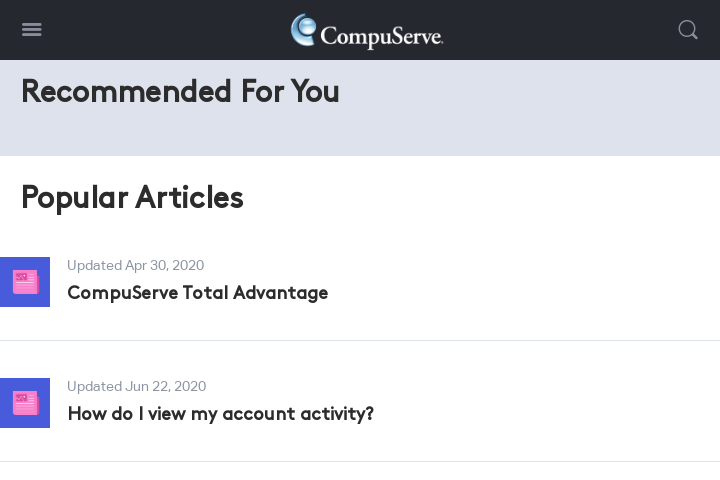 CompuServe.
Recommended For You
Popular Articles
Updated Apr 30, 2020
CompuServe Total Advantage
Updated Jun 22, 2020
How do I view my account activity?